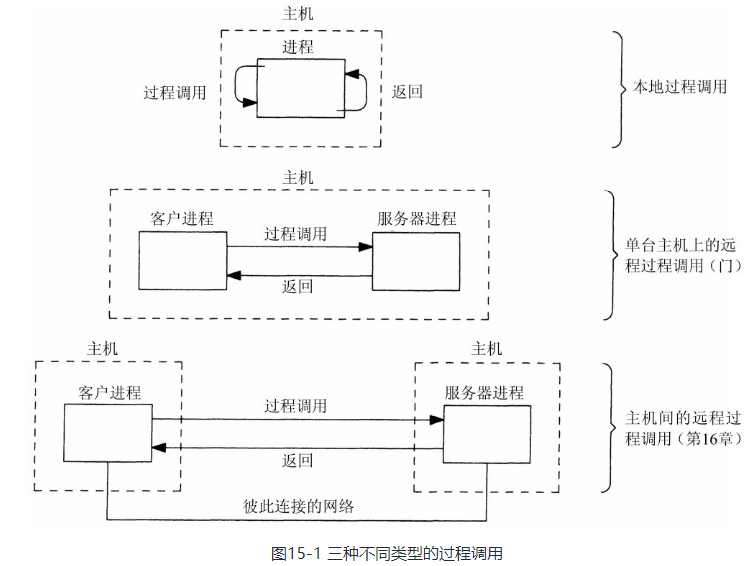 主机
进程
过程调用
返回
本地过程调用
主机
客户进程
服务器进程
过程调用
返回
单台主机上的远
程过程调用（门）
主机
主机
客户进程
服务器进程
过程调用
返回
主机间的远程过
程调用（第16章）
彼此连接的网络
图15-1 三种不同类型的过程调用